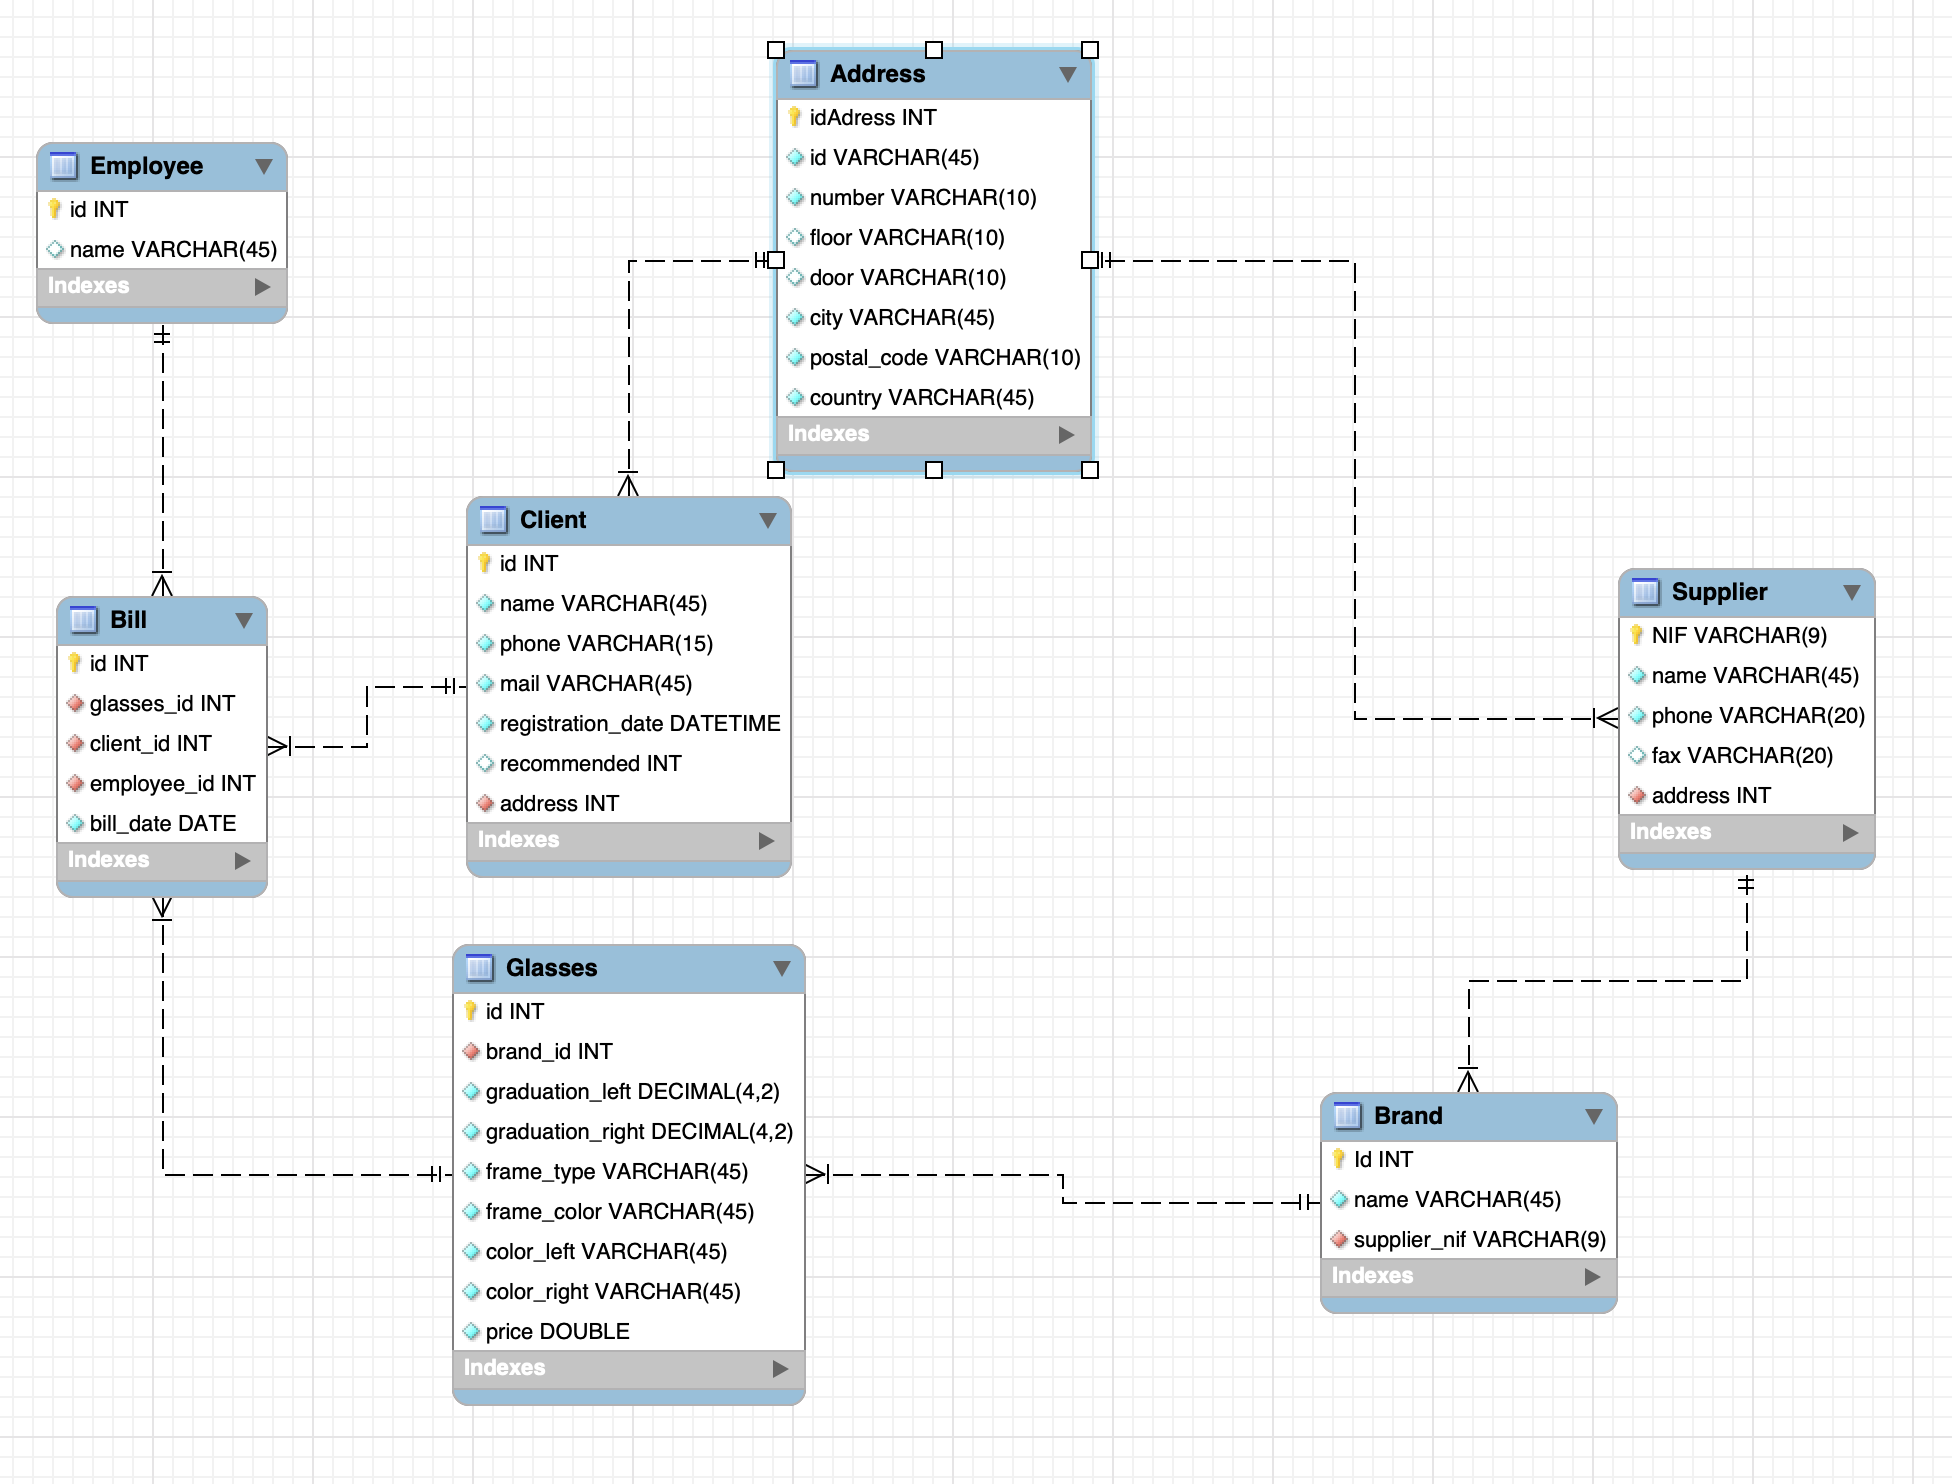 Address
idAdress INT
id VARCHAR(45)
number VARCHAR(10)
floor VARCHAR(10)
door VARCHAR(10)
city VARCHAR(45)
postal_code VARCHAR(10)
country VARCHAR(45)
Indexes
Employee
id INT
name VARCHAR(45)
Indexes
Client
id INT
name VARCHAR(45)
phone VARCHAR(15)
mail VARCHAR(45)
registration_date DATETIME
recommended INT
address INT
Indexes
Supplier
NIF VARCHAR(9)
name VARCHAR(45)
phone VARCHAR(20)
fax VARCHAR(20)
address INT
Indexes
Bill
id INT
glasses_id INT
client_id INT
employee_id INT
bill_date DATE
Indexes
Glasses
id INT
brand_id INT
graduation_left DECIMAL(4,2)
graduation_right DECIMAL(4,2)
frame_type VARCHAR(45)
frame_color VARCHAR(45)
color_left VARCHAR(45)
color_right VARCHAR(45)
price DOUBLE
Indexes
Brand
Id INT
name VARCHAR(45)
supplier_nif VARCHAR(9)
Indexes